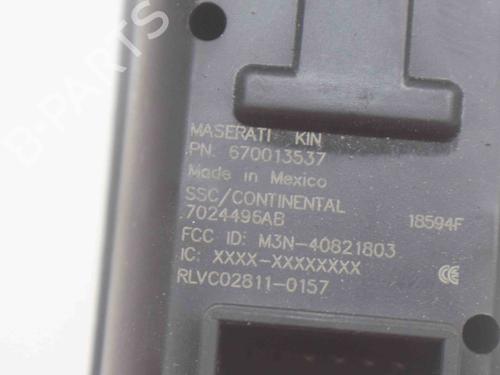 B-PARTS
MASERATI KIN
PN. 670013537
Made in Mexico
SSC/CONTINENTAL
7024496AB 18594F
FCC ID: M3N-40821803
IC: XXXX-XXXXXXXX
RLVC02811-0157